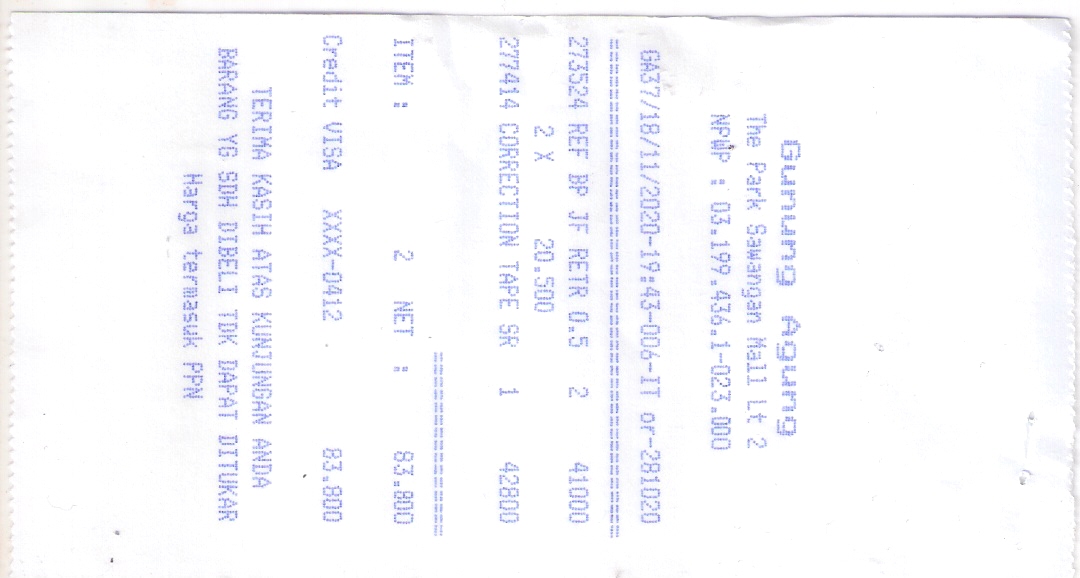 Gunung Agung
The Park Sawangan Mall Lt 2
NPWP : 03.199.436.1-023.000
GA37/18/11/2020-19:43-006-IT or-281020
273524 REF BP JF RETR 0.5 2 41000
2 X 20.500
277414 CORRECTION TAPE SR 1 42800
ITEM : 2 NET : 83.800
Credit VISA XXXX-0412 83.800
TERIMA KASIH ATAS KUNJUNGAN ANDA
BARANG YG SDH DIBELI TDK DAPAT DITUKAR
Harga termasuk PPN